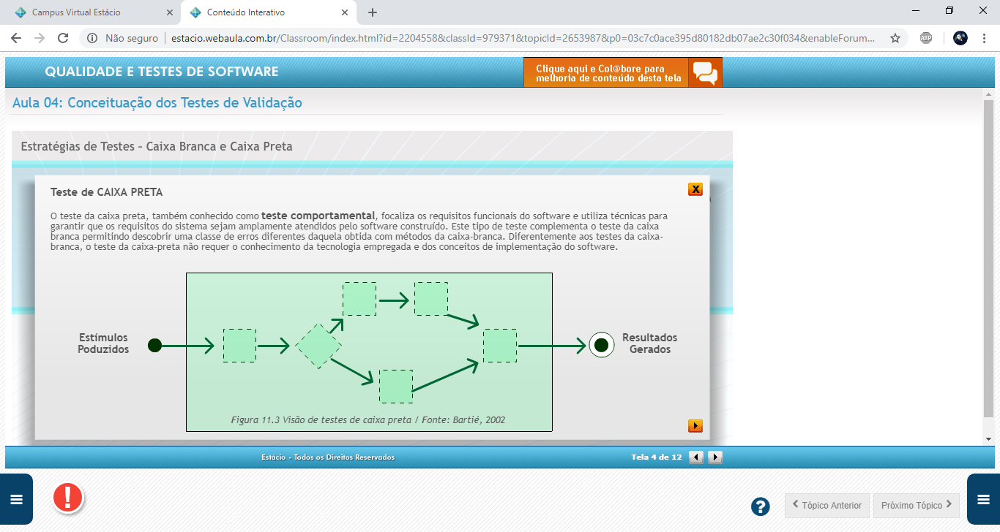 Campus Virtual Estácio
Conteúdo Interativo
Não seguro
estacio.webaula.com.br/Classroom/index.html?id=2204558&classId=979371&topicId=2653987&p0=03c7c0ace395d80182db07ae2c30f034&enableForum...
ABP
QUALIDADE E TESTES DE SOFTWARE
Clique aqui e Col@bore para
melhoria de conteúdo desta tela
Aula 04: Conceituação dos Testes de Validação
Estratégias de Testes – Caixa Branca e Caixa Preta
Teste de CAIXA PRETA
X
O teste da caixa preta, também conhecido como teste comportamental, focaliza os requisitos funcionais do software e utiliza técnicas para
garantir que os requisitos do sistema sejam amplamente atendidos pelo software construído. Este tipo de teste complementa o teste da caixa
branca permitindo descobrir uma classe de erros diferentes daquela obtida com métodos da caixa-branca. Diferentemente aos testes da caixa-
branca, o teste da caixa-preta não requer o conhecimento da tecnologia empregada e dos conceitos de implementação do software.
Estímulos
Poduzidos
Resultados
Gerados
Figura 11.3 Visão de testes de caixa preta / Fonte: Bartié, 2002
Estácio - Todos os Direitos Reservados
Tela 4 de 12
!
?
Tópico Anterior
Próximo Tópico